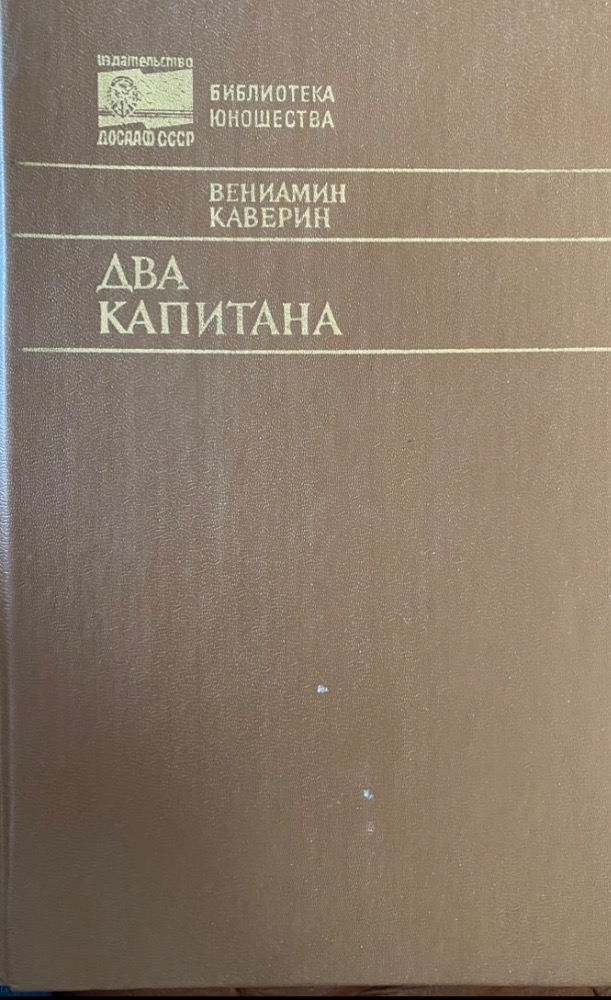 издательство
ДОСААФ СССР
БИБЛИОТЕКА
ЮНОШЕСТВА
ВЕНИАМИН
КАВЕРИН
ДВА
КАПИТАНА